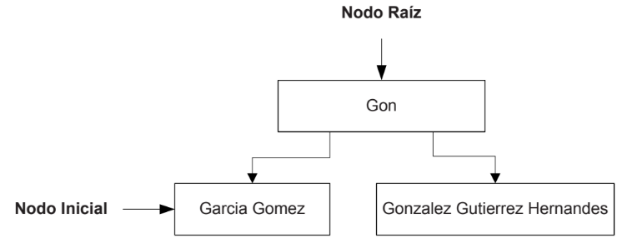 Nodo Raíz
Gon
Nodo Inicial
Garcia Gomez
Gonzalez Gutierrez Hernandes